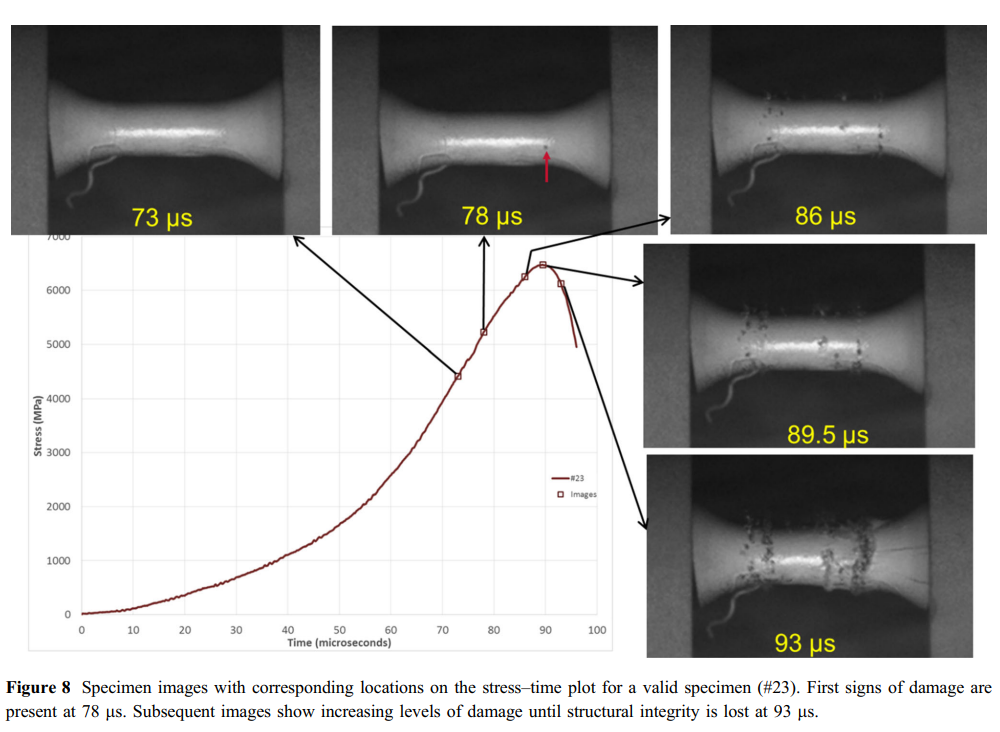 73 µs
78 µs
86 µs
7000
6000
5000
4000
3000
2000
1000
0
Stress (MPa)
89.5 µs
#23
Images
93 µs
0 10 20 30 40 50 60 70 80 90 100
Time (microseconds)
Figure 8 Specimen images with corresponding locations on the stress–time plot for a valid specimen (#23). First signs of damage are
present at 78 µs. Subsequent images show increasing levels of damage until structural integrity is lost at 93 µs.